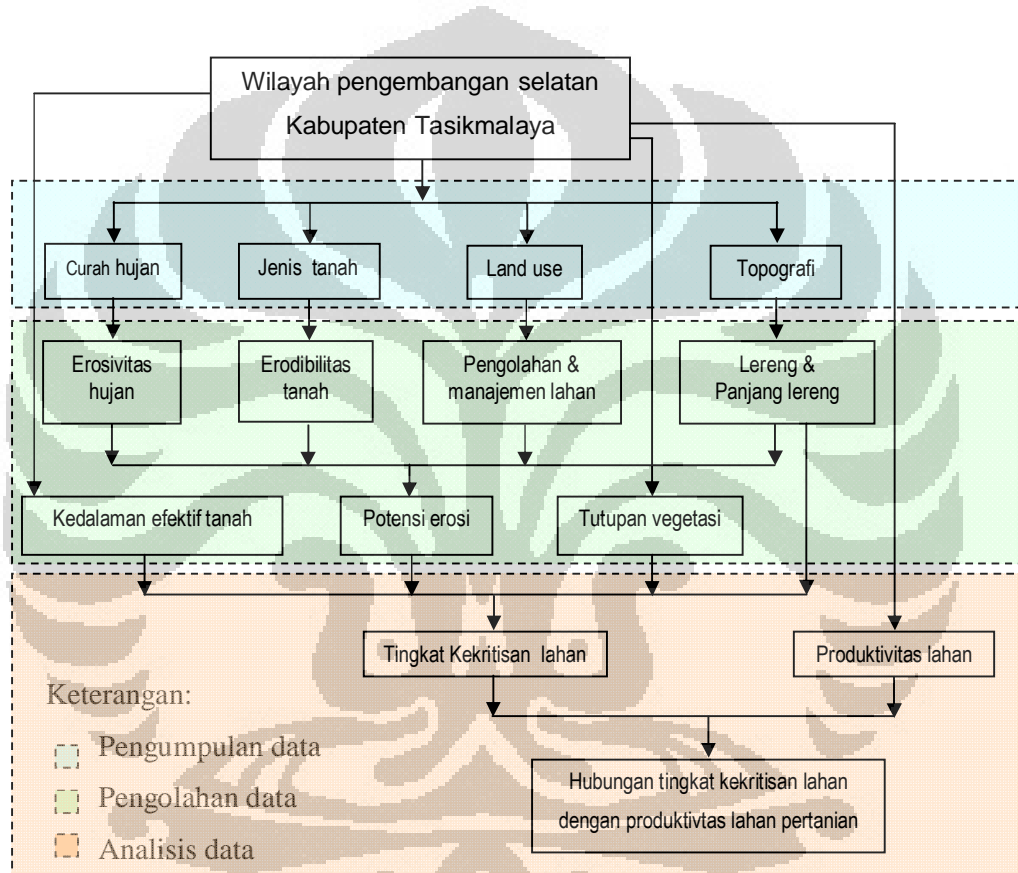 Wilayah pengembangan selatan
Kabupaten Tasikmalaya
Curah hujan
Jenis tanah
Land use
Topografi
Erosivitas
hujan
Erodibilitas
tanah
Pengolahan &
manajemen lahan
Lereng &
Panjang lereng
Kedalaman efektif tanah
Potensi erosi
Tutupan vegetasi
Tingkat Kekritisan lahan
Produktivitas lahan
Keterangan:
Pengumpulan data
Pengolahan data
Analisis data
Hubungan tingkat kekritisan lahan
dengan produktivtas lahan pertanian